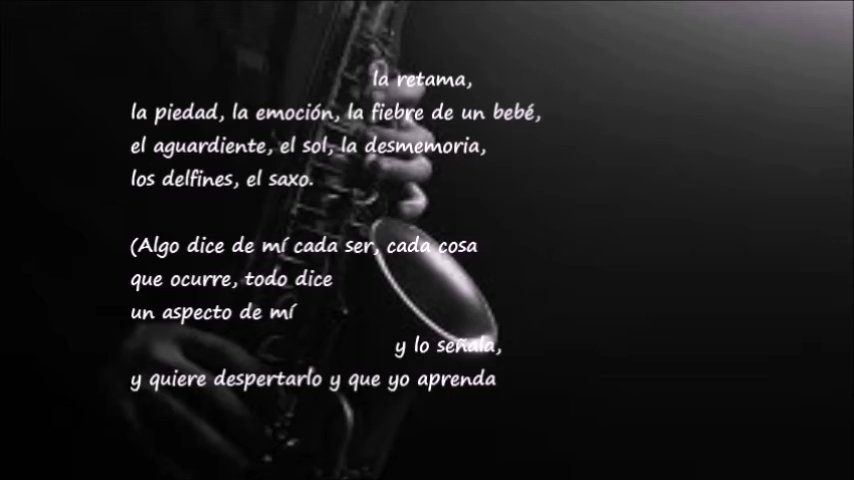 la retama,
la piedad, la emoción, la fiebre de un bebé,
el aguardiente, el sol, la desmemoria,
los delfines, el saxo.
(Algo dice de mí cada ser, cada cosa
que ocurre, todo dice
un aspecto de mí
y lo señala,
y quiere despertarlo y que yo aprenda